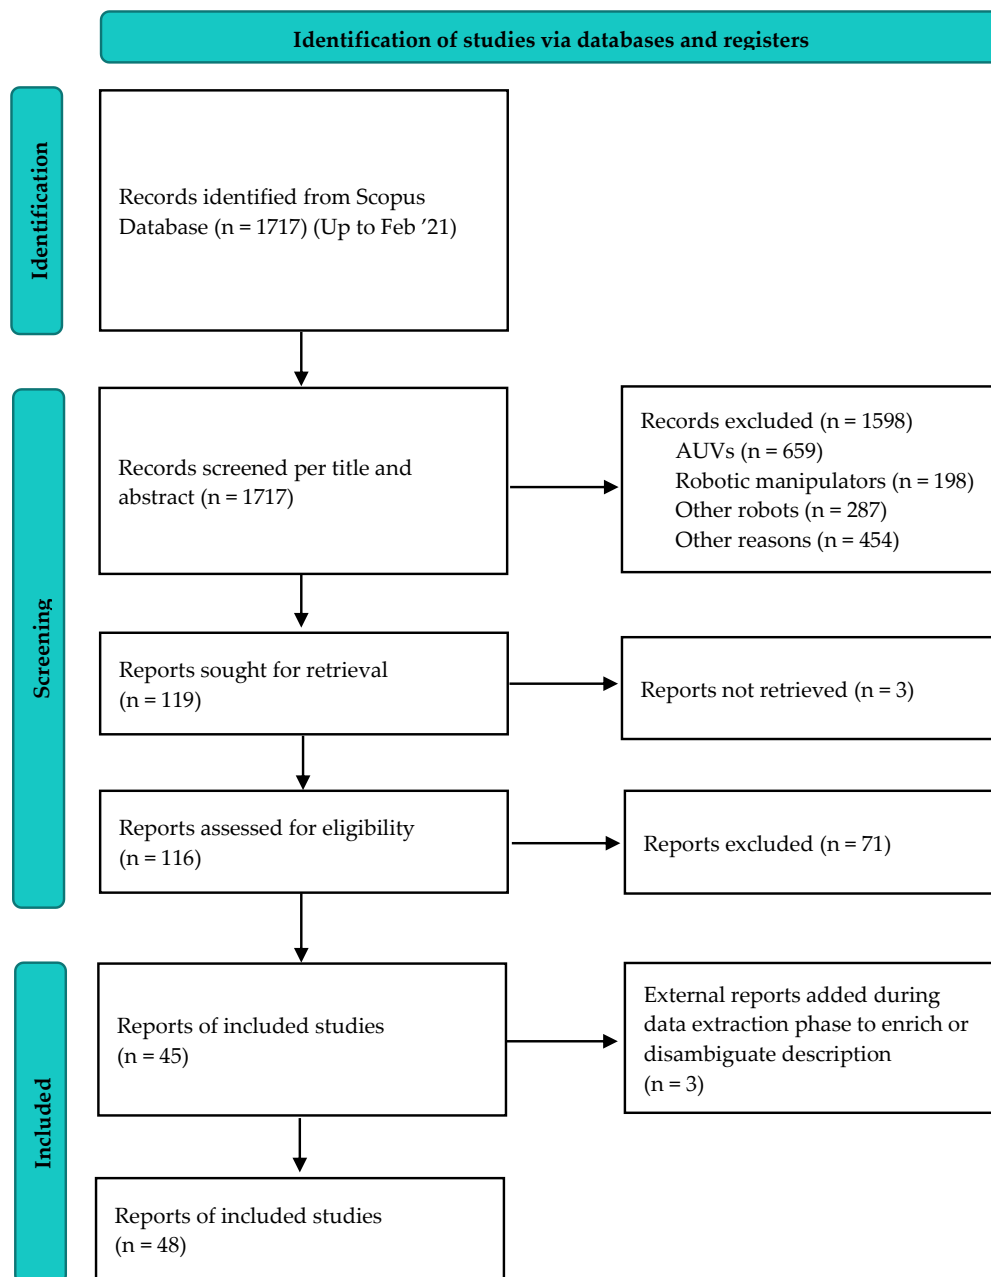 Identification of studies via databases and registers
Identification
Records identified from Scopus
Database (n = 1717) (Up to Feb ’21)
Screening
Records screened per title and
abstract (n = 1717)
Records excluded (n = 1598)
AUVs (n = 659)
Robotic manipulators (n = 198)
Other robots (n = 287)
Other reasons (n = 454)
Reports sought for retrieval
(n = 119)
Reports not retrieved (n = 3)
Reports assessed for eligibility
(n = 116)
Reports excluded (n = 71)
Included
Reports of included studies
(n = 45)
External reports added during
data extraction phase to enrich or
disambiguate description
(n = 3)
Reports of included studies
(n = 48)